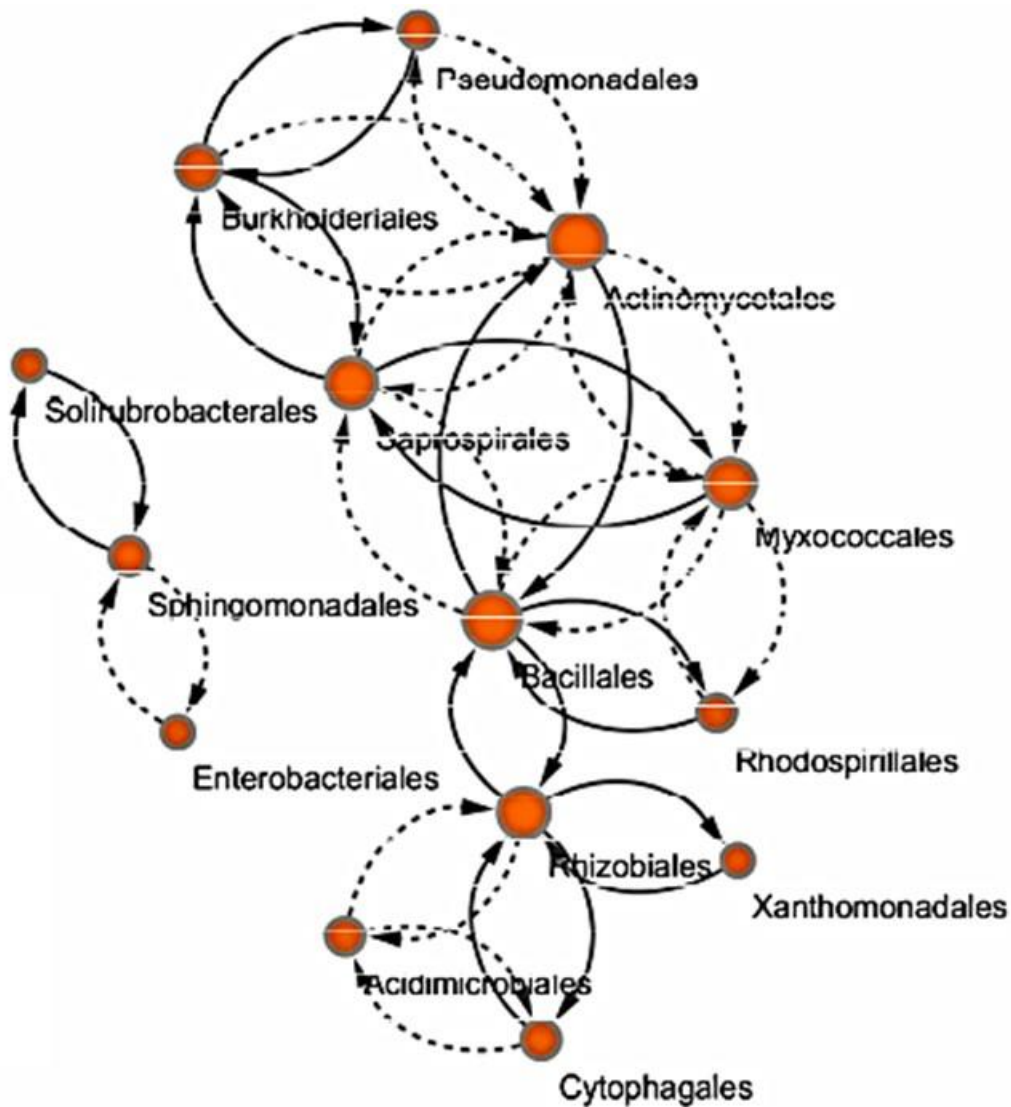 Pseudomonadales
Burkholderiales
Actinomycetales
Solirubrobacterales
Saprospirales
Myxococcales
Sphingomonadales
Bacillales
Rhodospirillales
Enterobacteriales
Rhizobiales
Xanthomonadales
Acidimicrobiales
Cytophagales